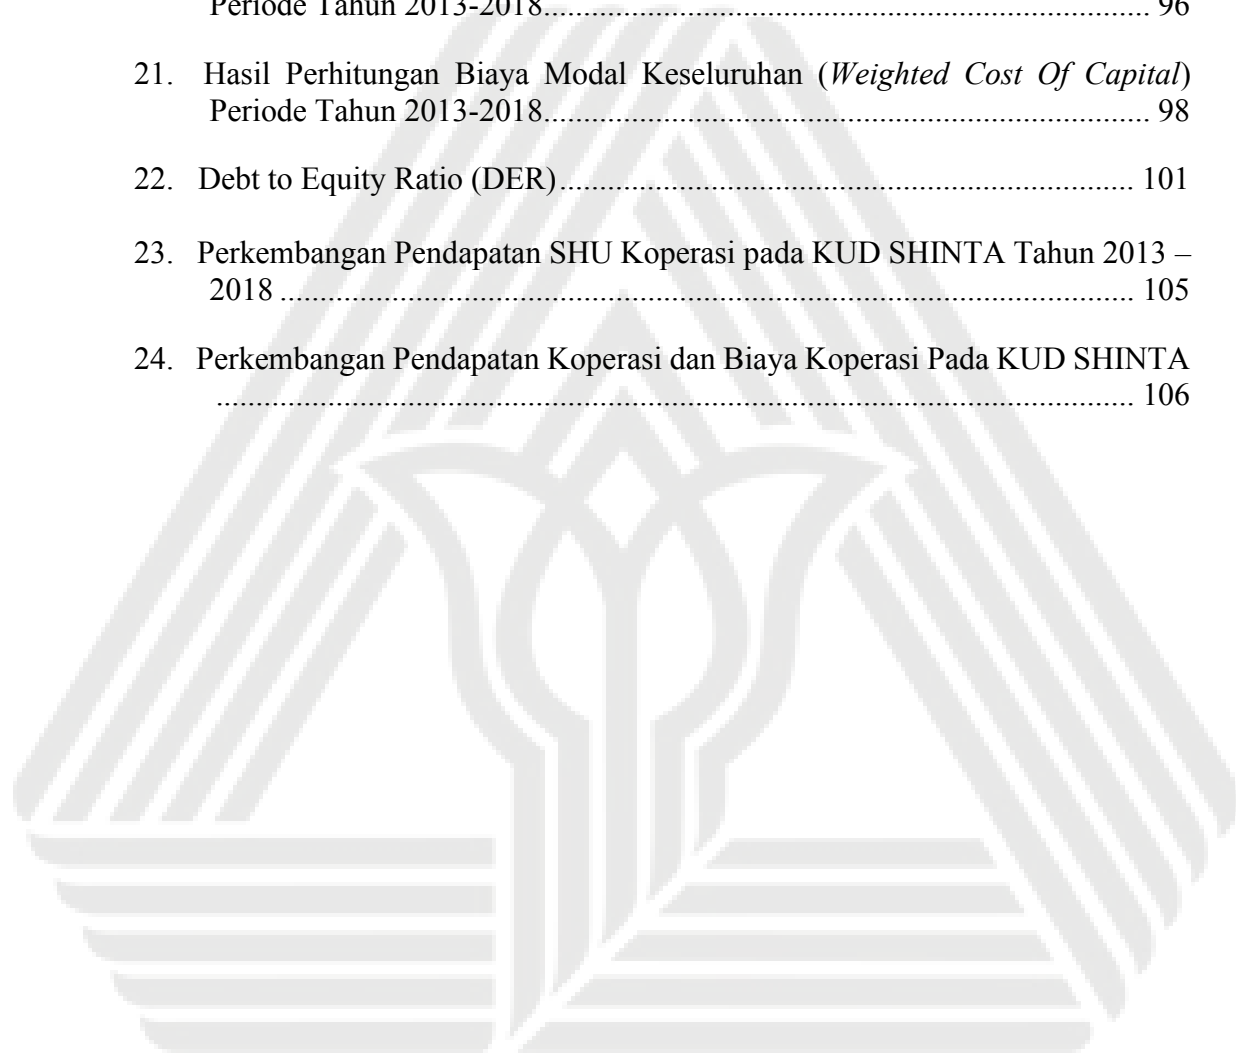 Periode Tahun 2013-2018.......................................................................... 96
21. Hasil Perhitungan Biaya Modal Keseluruhan (Weighted Cost Of Capital)
Periode Tahun 2013-2018.......................................................................... 98
22. Debt to Equity Ratio (DER)...................................................................... 101
23. Perkembangan Pendapatan SHU Koperasi pada KUD SHINTA Tahun 2013 –
2018 ........................................................................................................ 105
24. Perkembangan Pendapatan Koperasi dan Biaya Koperasi Pada KUD SHINTA
................................................................................................................ 106